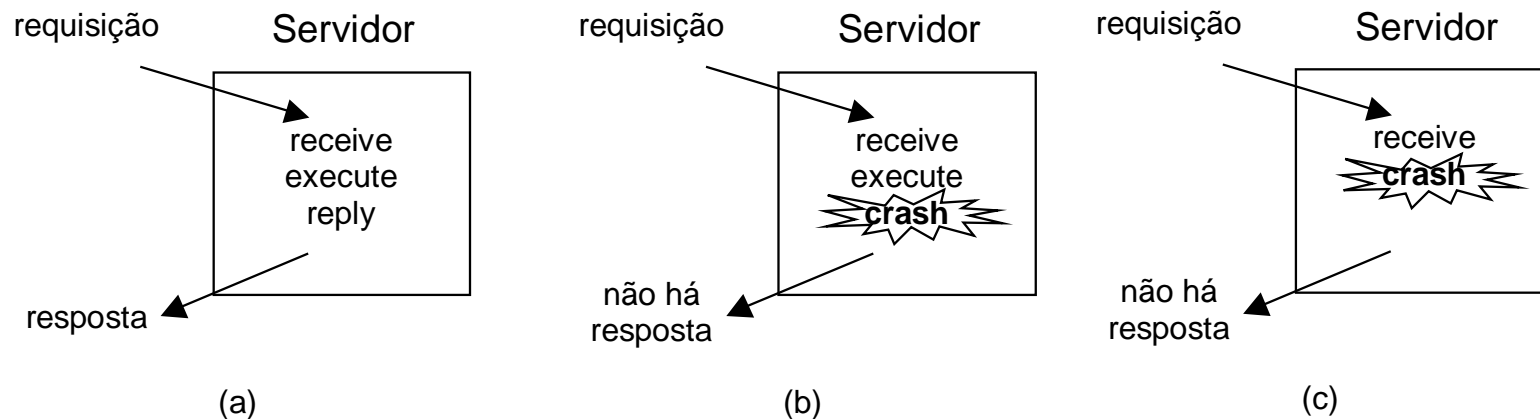 requisição
Servidor
receive
execute
reply
resposta
(a)
requisição
Servidor
receive
execute
crash
não há
resposta
(b)
requisição
Servidor
receive
crash
não há
resposta
(c)